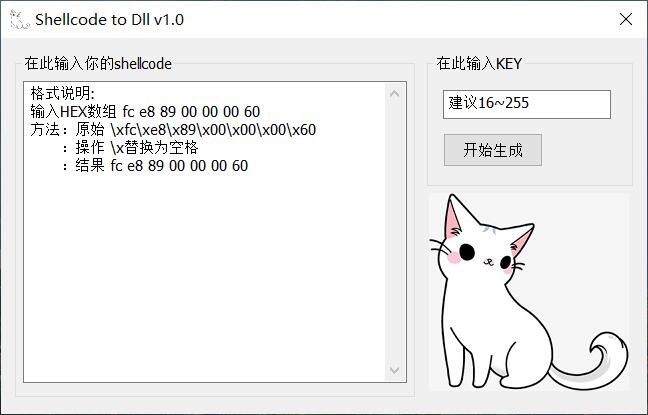 Shellcode to Dll v1.0
在此输入你的shellcode
格式说明:
输入HEX数组 fc e8 89 00 00 00 60
方法：原始 \xfc\xe8\x89\x00\x00\x00\x60
：操作 \x替换为空格
：结果 fc e8 89 00 00 00 60
在此输入KEY
建议16~255
开始生成